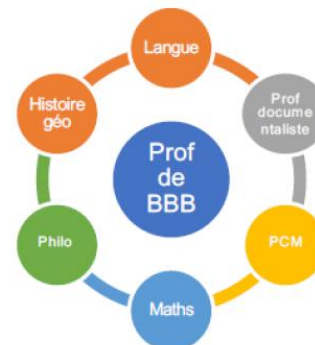 Langue
Histoire
géo
Prof
docume
ntaliste
Prof
de
BBB
Philo
PCM
Maths